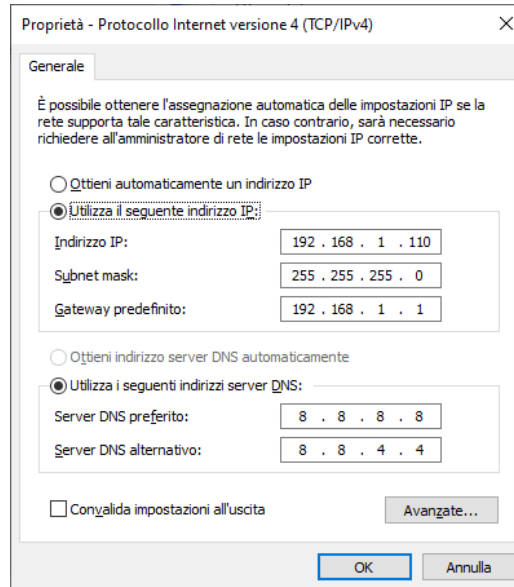 Proprietà - Protocollo Internet versione 4 (TCP/IPv4)
Generale
È possibile ottenere l'assegnazione automatica delle impostazioni IP se la
rete supporta tale caratteristica. In caso contrario, sarà necessario
richiedere all'amministratore di rete le impostazioni IP corrette.
Ottieni automaticamente un indirizzo IP
Utilizza il seguente indirizzo IP:
Indirizzo IP: 192 . 168 . 1 . 110
Subnet mask: 255 . 255 . 255 . 0
Gateway predefinito: 192 . 168 . 1 . 1
Ottieni indirizzo server DNS automaticamente
Utilizza i seguenti indirizzi server DNS:
Server DNS preferito: 8 . 8 . 8 . 8
Server DNS alternativo: 8 . 8 . 4 . 4
Convalida impostazioni all'uscita Avanzate...
OK Annulla